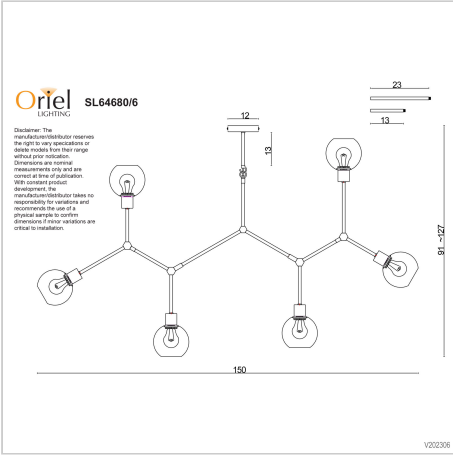 Oriel
LIGHTING
SL64680/6
Disclaimer: The
manufacturer/distributor reserves
the right to vary specifications or
delete models from their range
without prior notication.
Dimensions are nominal
measurements only and are
correct at time of publication.
With constant product
development, the
manufacturer/distributor takes no
responsibility for variations and
recommends the use of a
physical sample to confirm
dimensions if minor variations are
critical to installation.
23
13
12
13
91 ~127
150
V202306